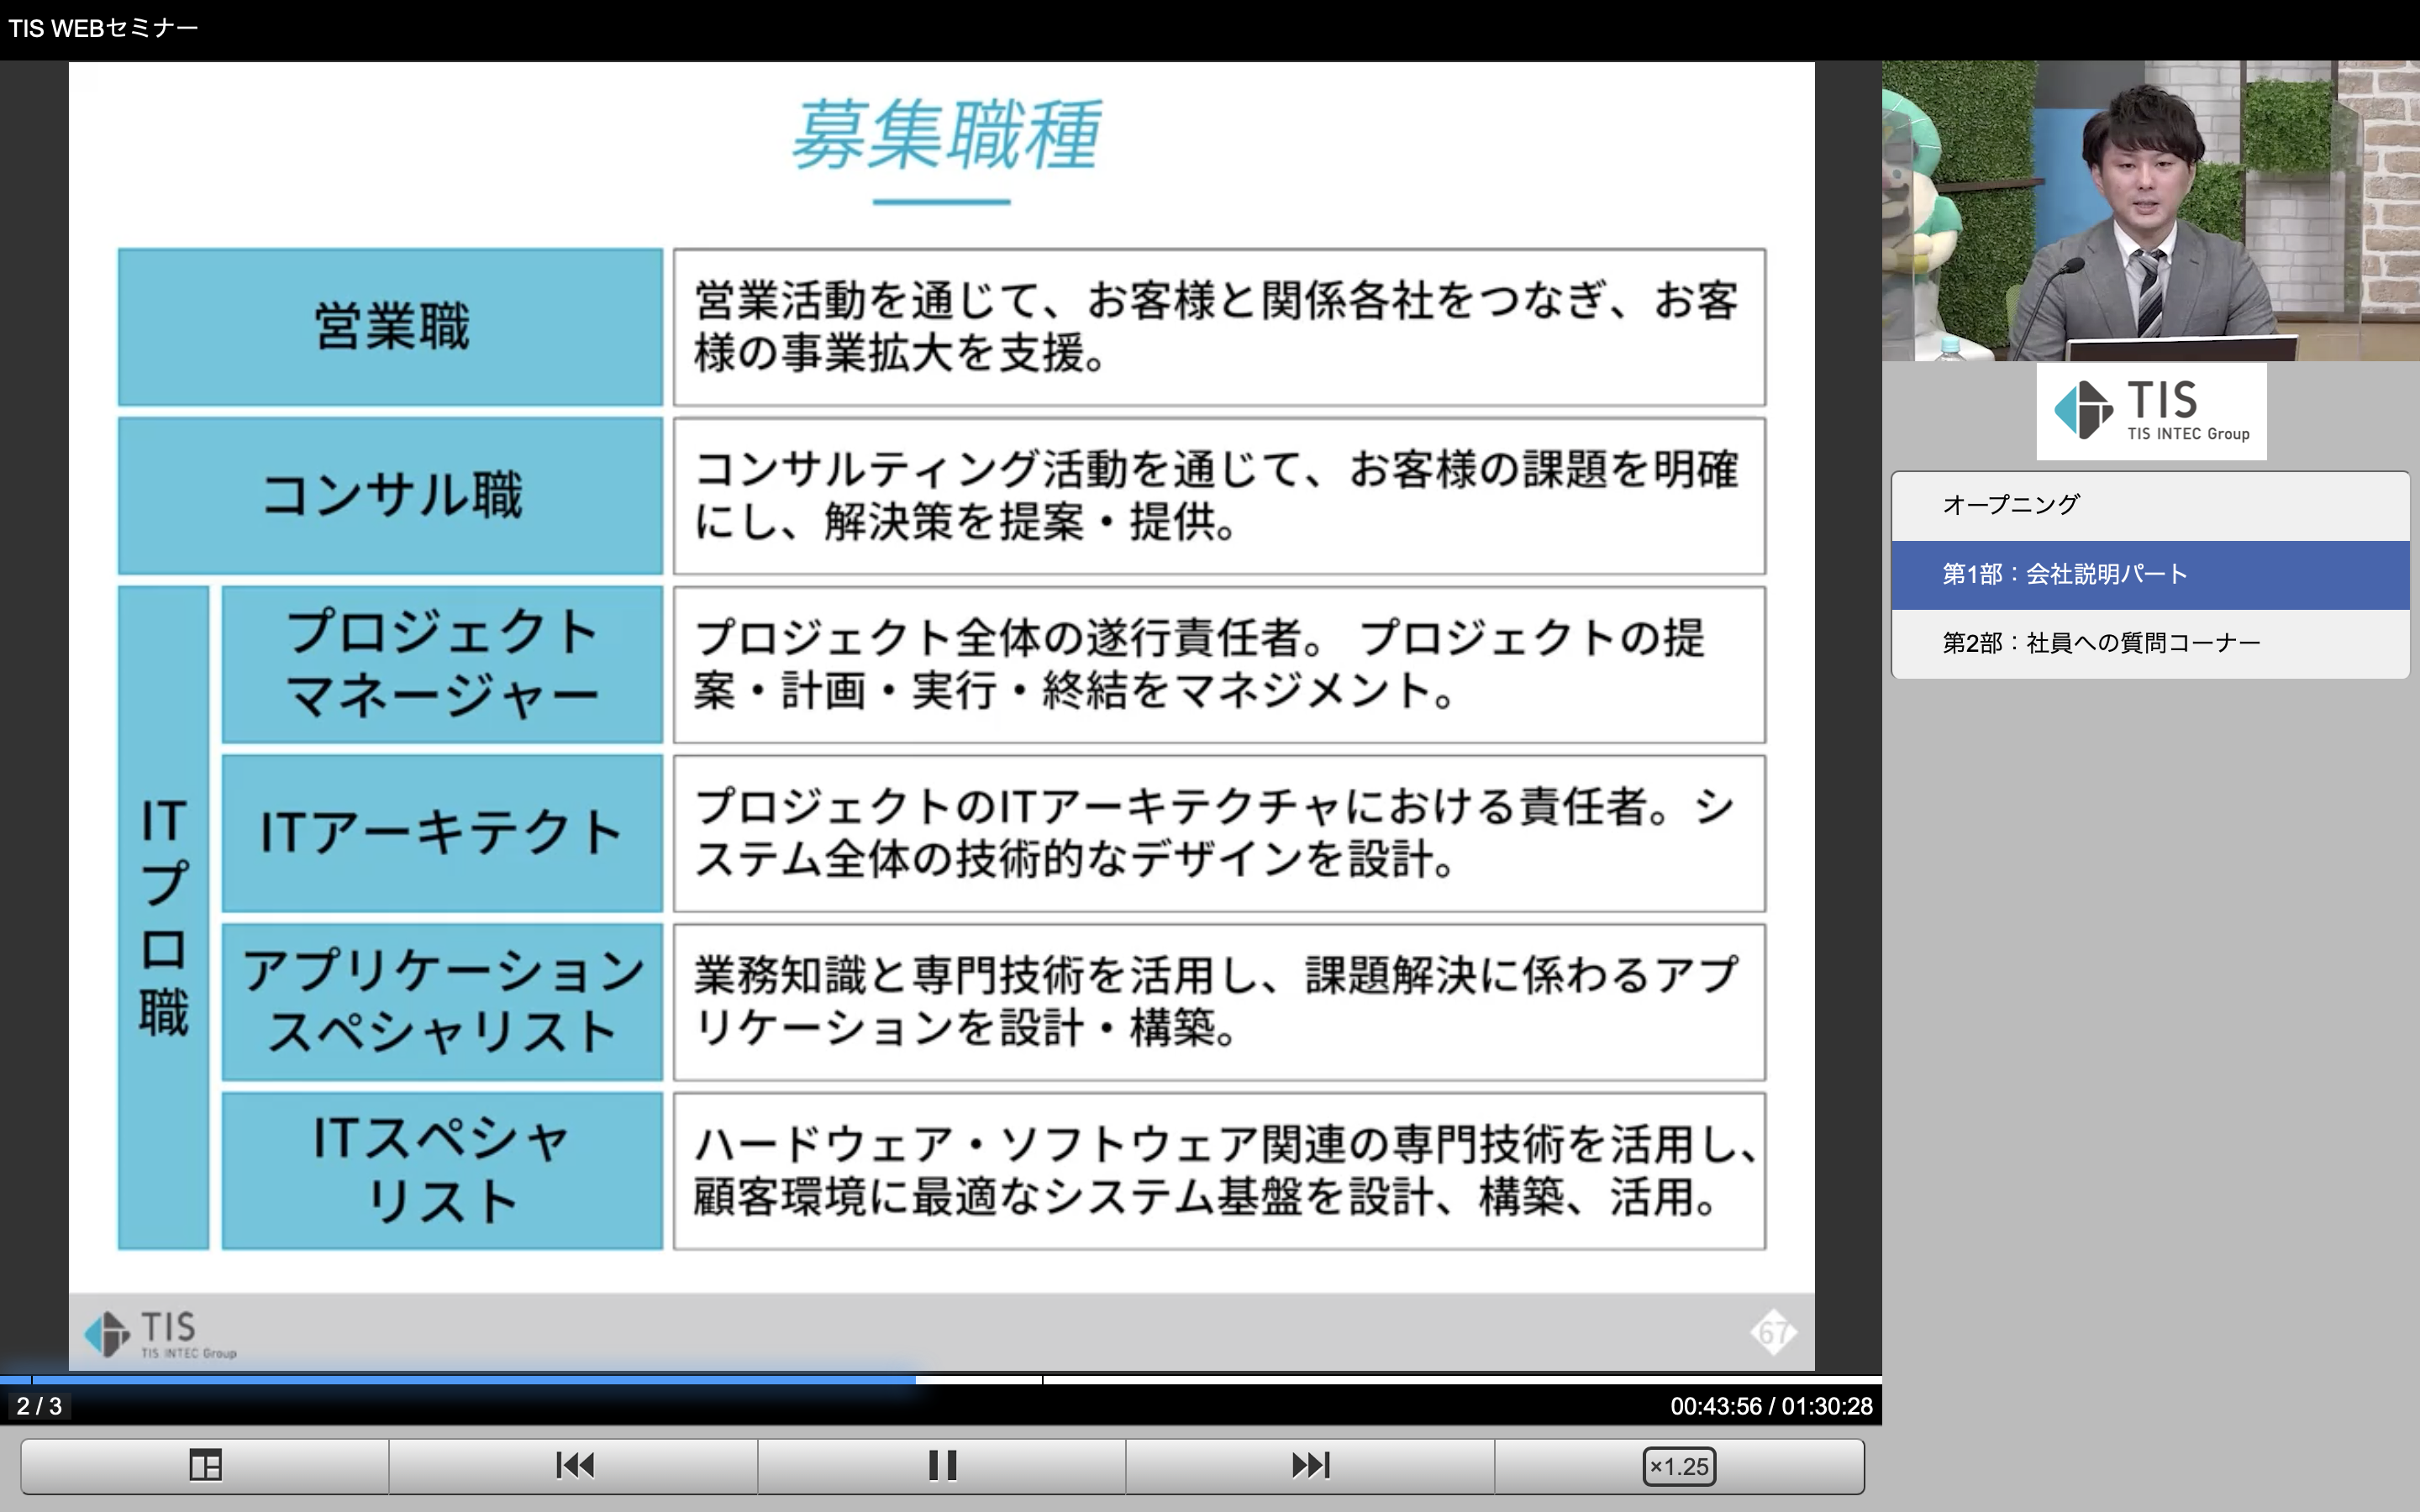 TIS WEBセミナー
募集職種
営業職
営業活動を通じて、お客様と関係各社をつなぎ、お客
様の事業拡大を支援。
コンサル職
コンサルティング活動を通じて、お客様の課題を明確
にし、解決策を提案・提供。
ITプロ職
プロジェクト
マネージャー
プロジェクト全体の遂行責任者。 プロジェクトの提
案・計画・実行・終結をマネジメント。
ITアーキテクト
プロジェクトのITアーキテクチャにおける責任者。シ
ステム全体の技術的なデザインを設計。
アプリケーション
スペシャリスト
業務知識と専門技術を活用し、課題解決に係わるアプ
リケーションを設計・構築。
ITスペシャ
リスト
ハードウェア・ソフトウェア関連の専門技術を活用し、
顧客環境に最適なシステム基盤を設計、構築、活用。
TIS
TIS INTEC Group
67
2 / 3
00:43:56 / 01:30:28
×1.25
TIS
TIS INTEC Group
オープニング
第1部：会社説明パート
第2部：社員への質問コーナー